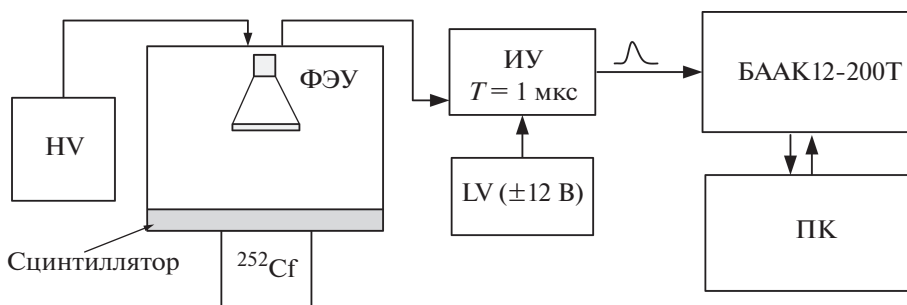 HV
ФЭУ
ИУ
T = 1 мкс
БААК12-200Т
LV (±12 В)
ПК
Сцинтиллятор
²⁵²Cf